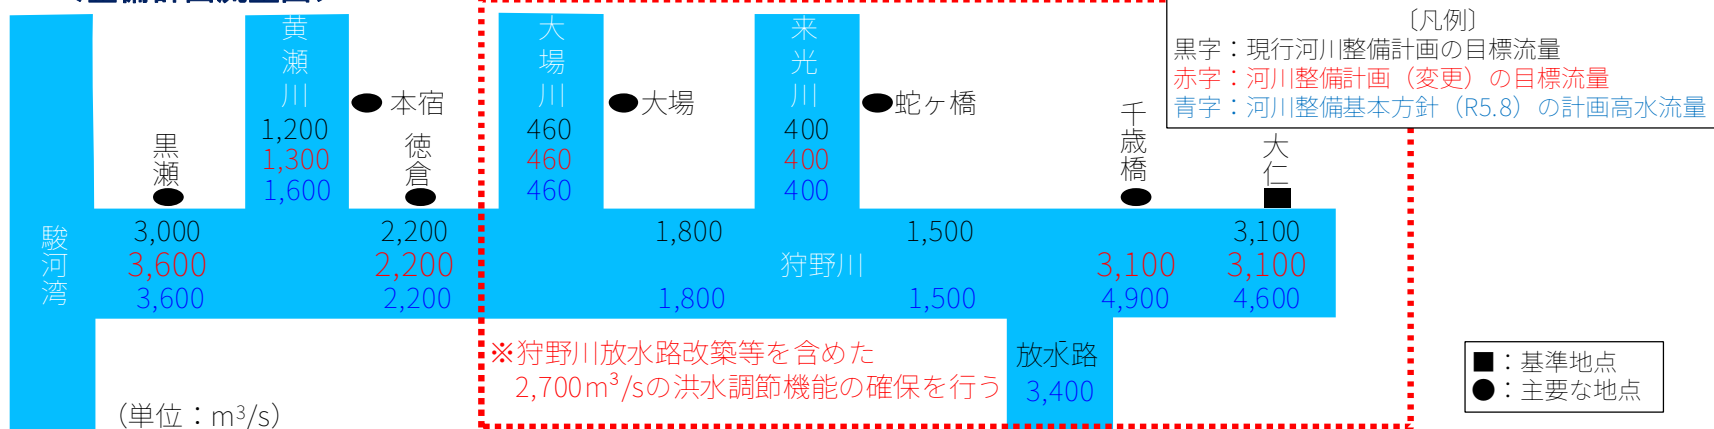 〔凡例〕
黒字：現行河川整備計画の目標流量
赤字：河川整備計画（変更）の目標流量
青字：河川整備基本方針（R5.8）の計画高水流量
黄瀬川
1,200
1,300
1,600
本宿
大場川
460
460
460
大場
来光川
400
400
400
蛇ヶ橋
黒瀬
徳倉
千歳橋
大仁
駿河湾
3,000
3,600
3,600
2,200
2,200
2,200
1,800
1,800
狩野川
1,500
1,500
3,100
4,900
3,100
3,100
4,600
※狩野川放水路改築等を含めた
2,700m³/sの洪水調節機能の確保を行う
放水路
3,400
（単位：m³/s）
■：基準地点
●：主要な地点